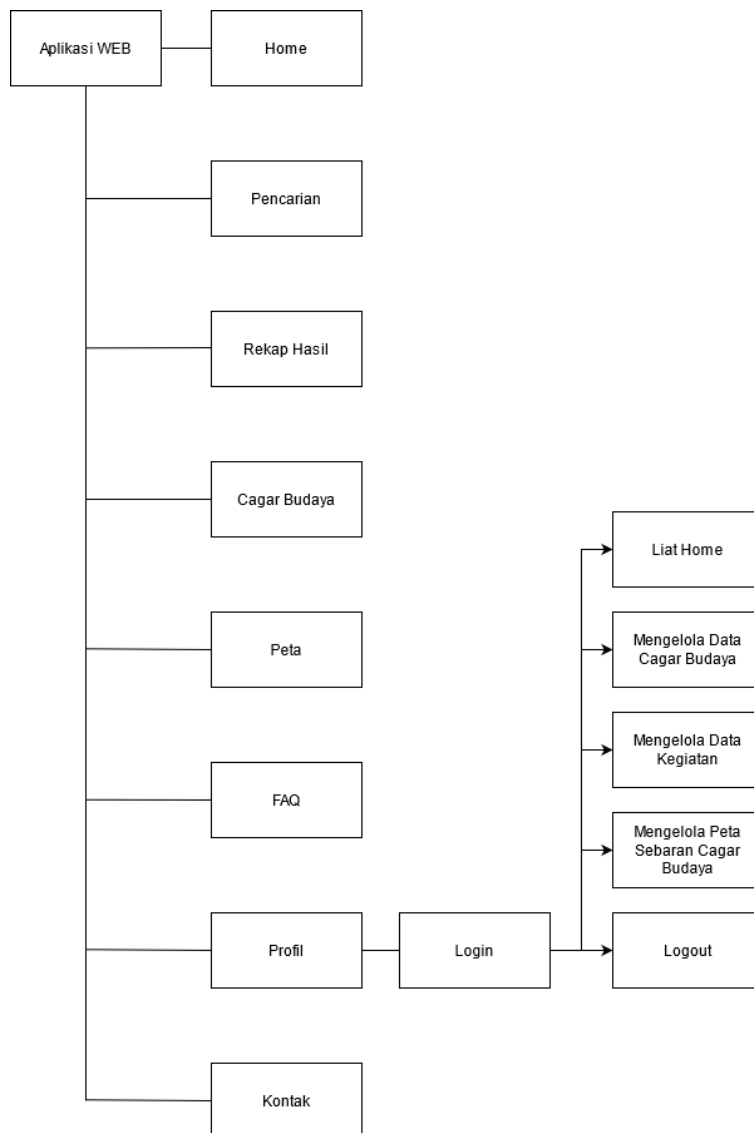 Aplikasi WEB
Home
Pencarian
Rekap Hasil
Cagar Budaya
Peta
FAQ
Profil
Login
Liat Home
Mengelola Data
Cagar Budaya
Mengelola Data
Kegiatan
Mengelola Peta
Sebaran Cagar
Budaya
Logout
Kontak